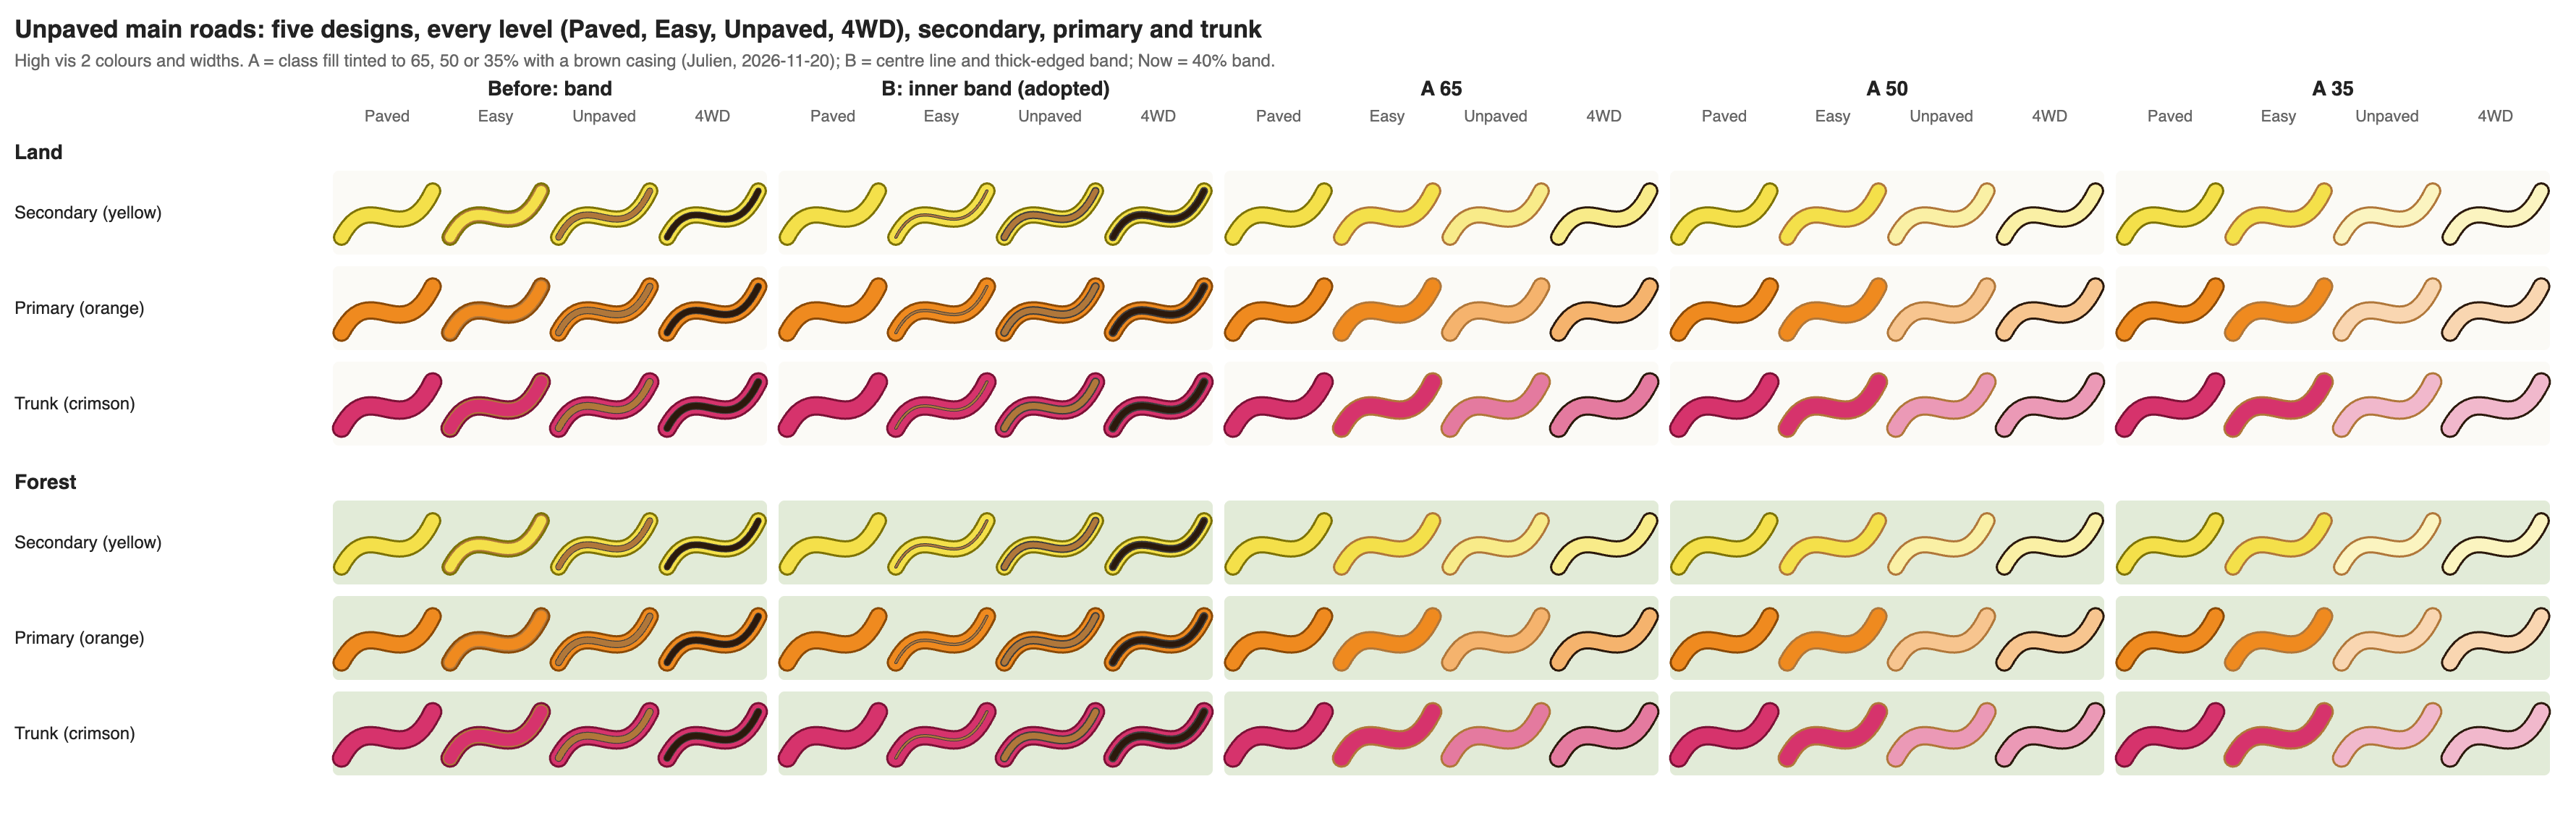 Unpaved main roads: five designs, every level (Paved, Easy, Unpaved, 4WD), secondary, primary and trunk
High vis 2 colours and widths. A = class fill tinted to 65, 50 or 35% with a brown casing (Julien, 2026-11-20); B = centre line and thick-edged band; Now = 40% band.
Before: band B: inner band (adopted) A 65 A 50 A 35
Paved Easy Unpaved 4WD Paved Easy Unpaved 4WD Paved Easy Unpaved 4WD Paved Easy Unpaved 4WD Paved Easy Unpaved 4WD
Land
Secondary (yellow)
Primary (orange)
Trunk (crimson)
Forest
Secondary (yellow)
Primary (orange)
Trunk (crimson)